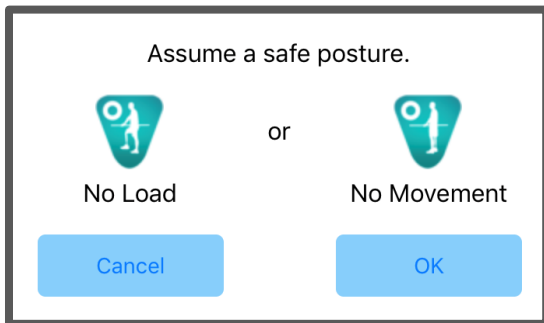 Assume a safe posture.
or
No Load
No Movement
Cancel
OK